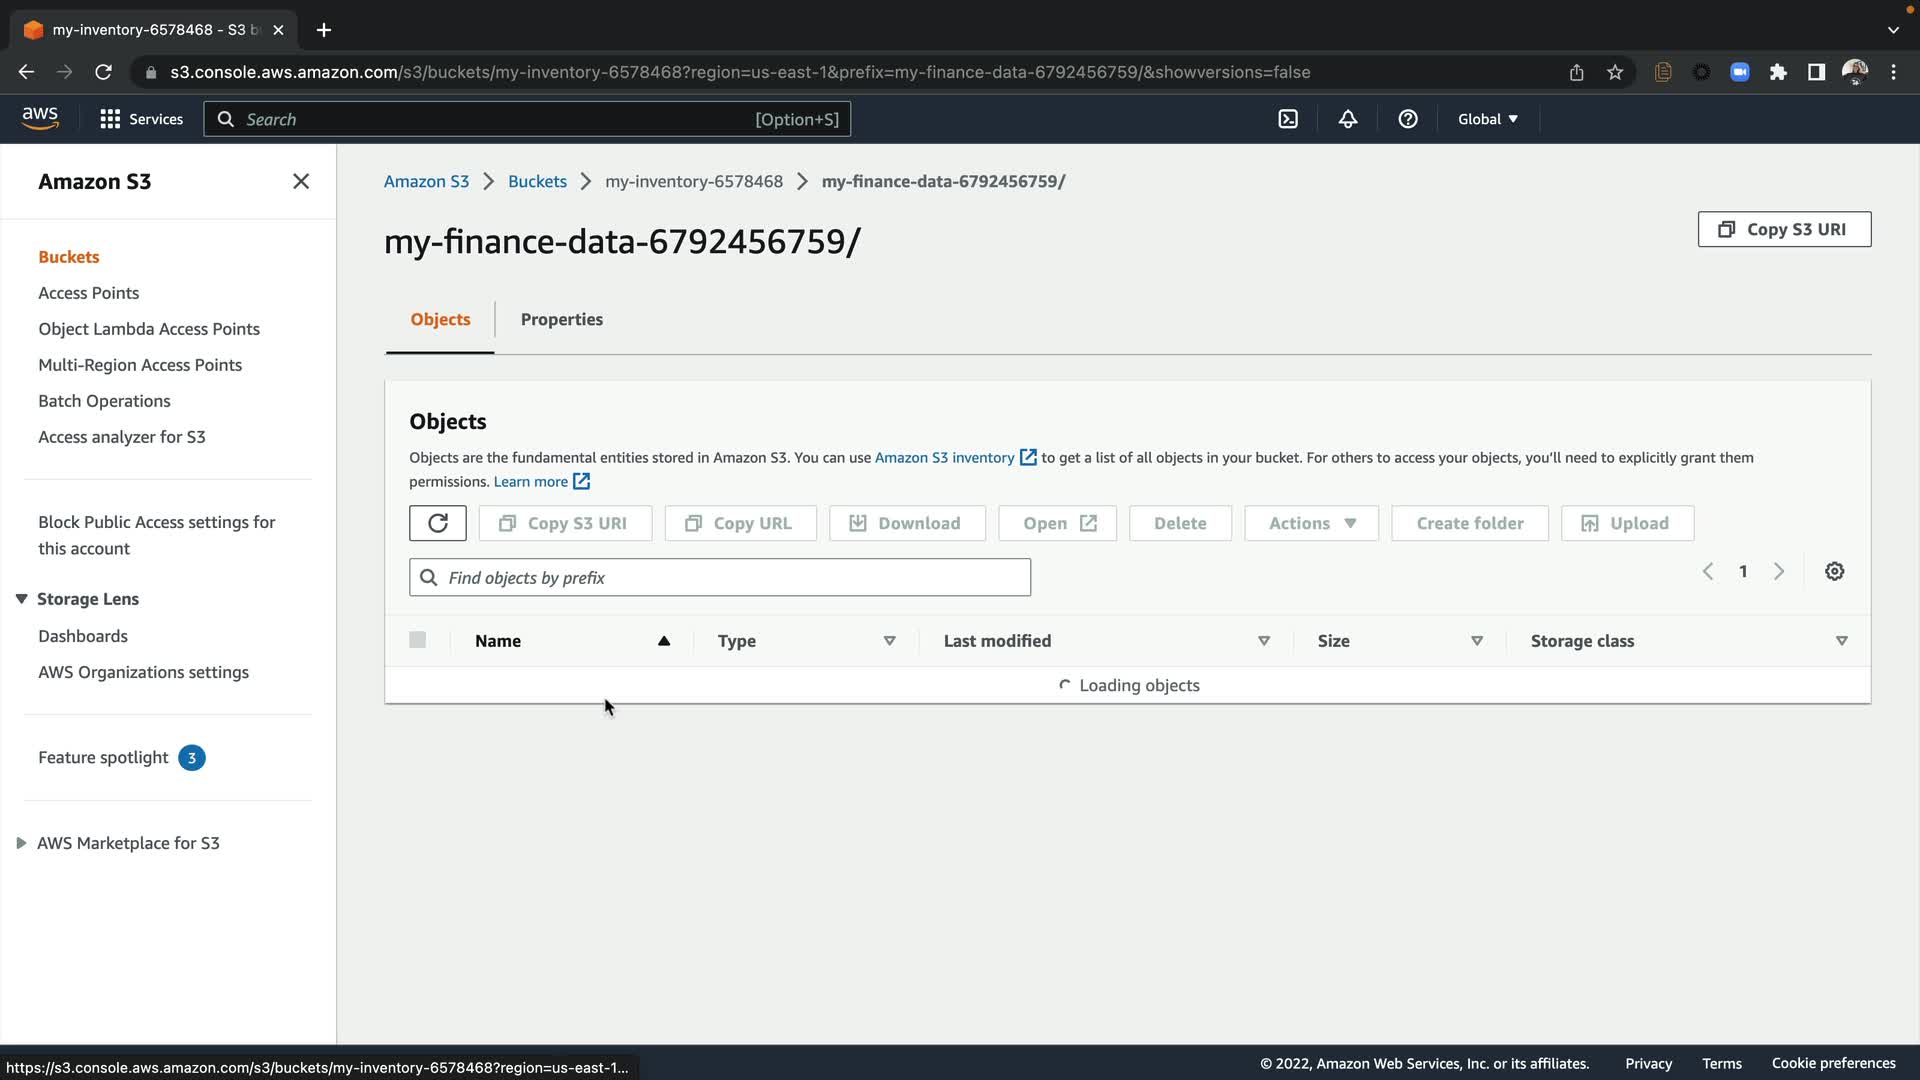 my-inventory-6578468 - S3 b
s3.console.aws.amazon.com/s3/buckets/my-inventory-6578468?region=us-east-1&prefix=my-finance-data-6792456759/&showversions=false
aws
Services
Search
[Option+S]
Global
Amazon S3
Buckets
Access Points
Object Lambda Access Points
Multi-Region Access Points
Batch Operations
Access analyzer for S3
Block Public Access settings for
this account
Storage Lens
Dashboards
AWS Organizations settings
Feature spotlight 3
AWS Marketplace for S3
Amazon S3 > Buckets > my-inventory-6578468 > my-finance-data-6792456759/
my-finance-data-6792456759/
Copy S3 URI
Objects
Properties
Objects
Objects are the fundamental entities stored in Amazon S3. You can use Amazon S3 inventory to get a list of all objects in your bucket. For others to access your objects, you'll need to explicitly grant them
permissions. Learn more
Copy S3 URI
Copy URL
Download
Open
Delete
Actions
Create folder
Upload
Find objects by prefix
1
Name
Type
Last modified
Size
Storage class
Loading objects
https://s3.console.aws.amazon.com/s3/buckets/my-inventory-6578468?region=us-east-1...
© 2022, Amazon Web Services, Inc. or its affiliates.
Privacy
Terms
Cookie preferences